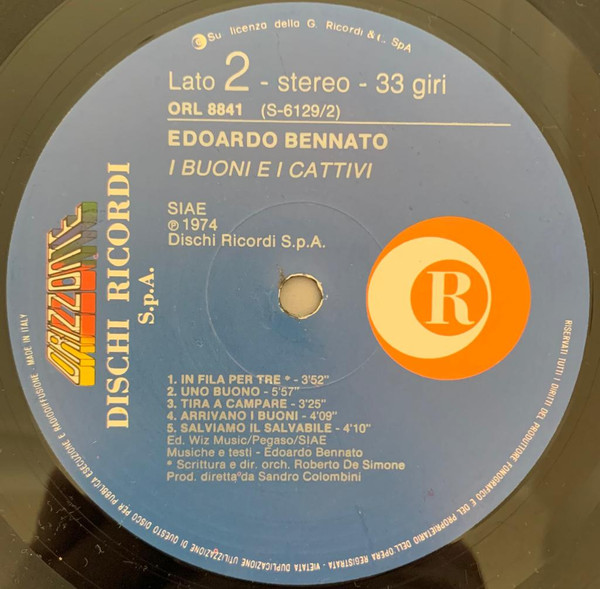 Su licenza della G. Ricordi & C. SpA
Lato 2 - stereo - 33 giri
ORL 8841 (S-6129/2)
EDOARDO BENNATO
I BUONI E I CATTIVI
SIAE
℗ 1974
Dischi Ricordi S.p.A.
ORIZZONTE
DISCHI RICORDI
S.p.A.
R
1. IN FILA PER TRE * - 3'52"
2. UNO BUONO - 5'57"
3. TIRA A CAMPARE - 3'25"
4. ARRIVANO I BUONI - 4'09"
5. SALVIAMO IL SALVABILE - 4'10"
Ed. Wiz Music/Pegaso/SIAE
Musiche e testi - Edoardo Bennato
* Scrittura e dir. orch. Roberto De Simone
Prod. diretta da Sandro Colombini
RISERVATI TUTTI I DIRITTI DEL PRODUTTORE FONOGRAFICO E DEL PROPRIETARIO DELL'OPERA REGISTRATA - VIETATA DUPLICAZIONE UTILIZZAZIONE DI QUESTO DISCO PER PUBBLICA ESECUZIONE E RADIODIFFUSIONE - MADE IN ITALY